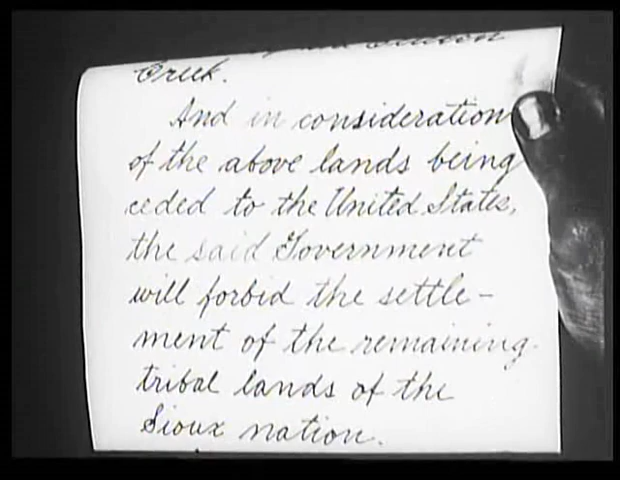 Creek.
And in consideration
of the above lands being
ceded to the United States,
the said Government
will forbid the settle-
ment of the remaining
tribal lands of the
Sioux nation.